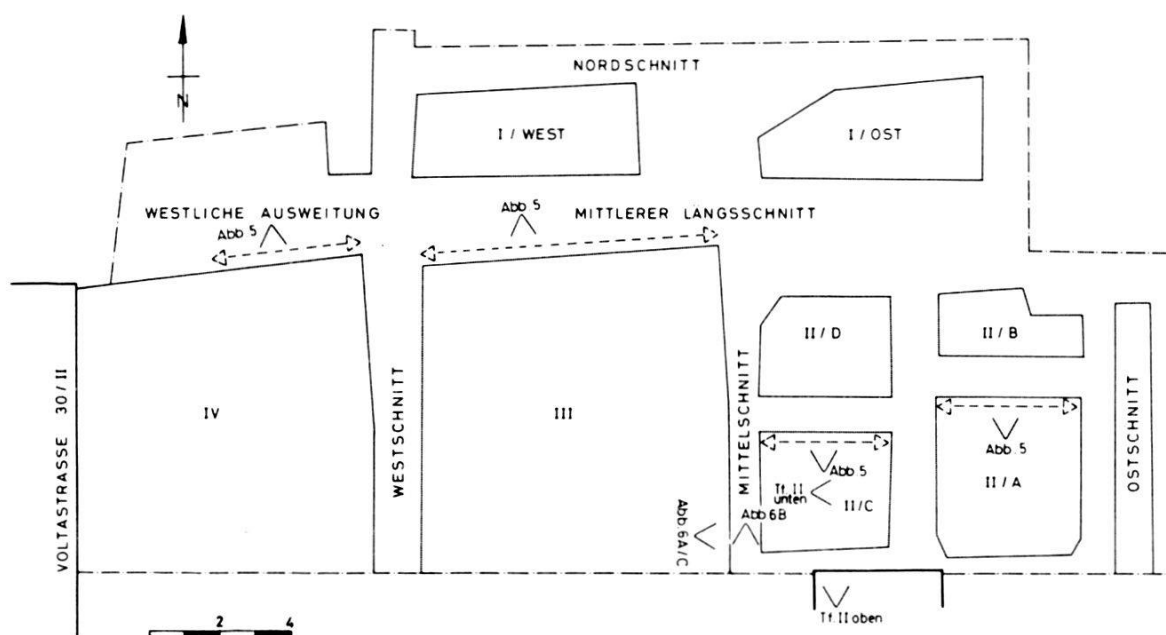 NORDSCHNITT
N
I / WEST
I / OST
WESTLICHE AUSWEITUNG
Abb. 5
MITTLERER LÄNGSSCHNITT
Abb. 5
VOLTASTRASSE 30/II
IV
WESTSCHNITT
III
MITTELSCHNITT
II / D
II / B
OSTSCHNITT
Abb. 5
Abb. 5
II / A
Tf. II
unten
II / C
Abb. 6A/C
Abb. 6B
Tf. II oben
2 4